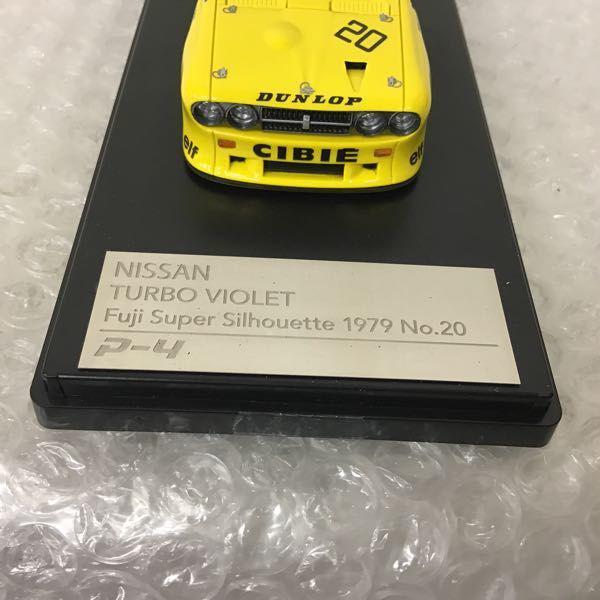 20
DUNLOP
elf CIBIE elf
NISSAN
TURBO VIOLET
Fuji Super Silhouette 1979 No.20
P-4